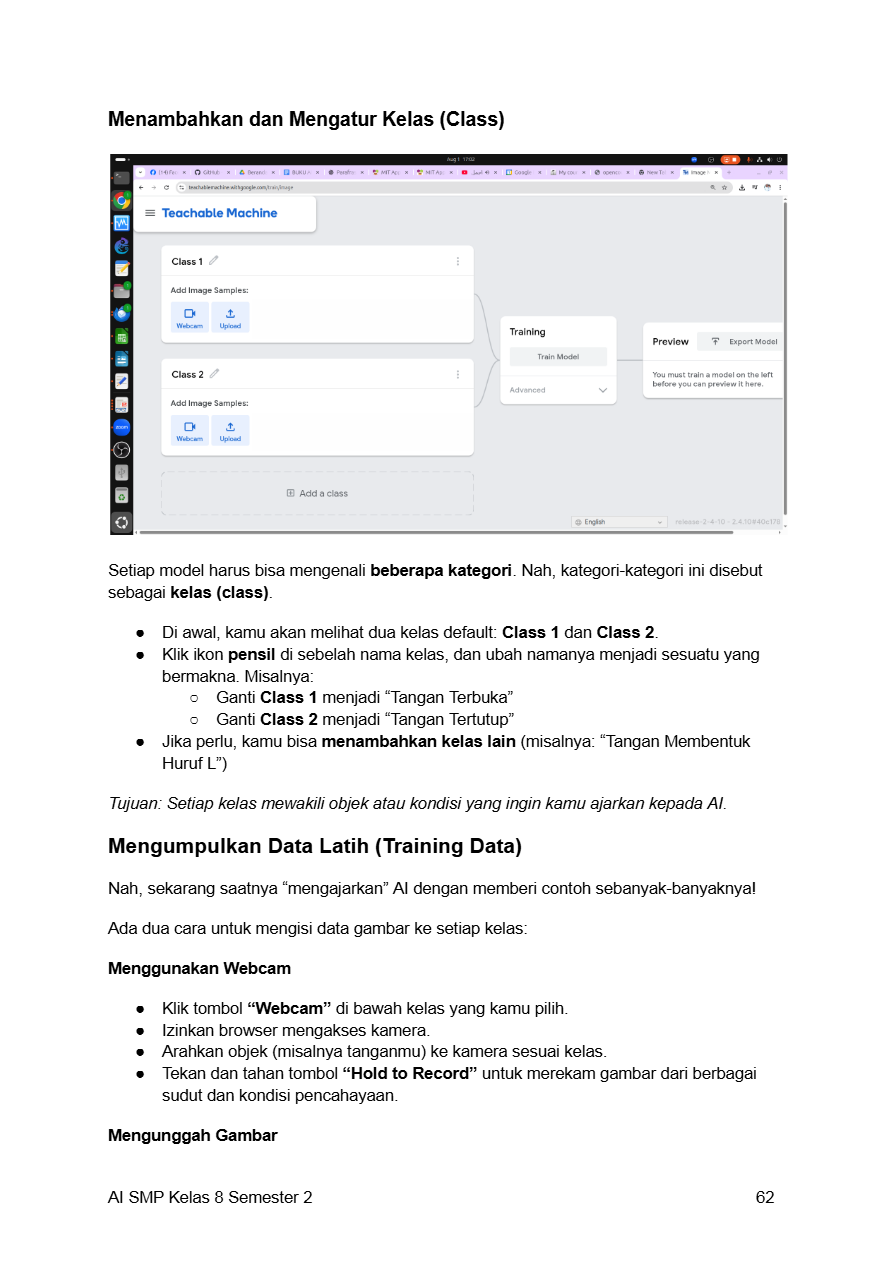 Menambahkan dan Mengatur Kelas (Class)
Aug 1 17:02
teachablemachine.withgoogle.com/train/image
Teachable Machine
Class 1
Add Image Samples:
Webcam
Upload
Class 2
Add Image Samples:
Webcam
Upload
Add a class
Training
Train Model
Advanced
Preview
Export Model
You must train a model on the left
before you can preview it here.
English
zoom
Setiap model harus bisa mengenali beberapa kategori. Nah, kategori-kategori ini disebut
sebagai kelas (class).
● Di awal, kamu akan melihat dua kelas default: Class 1 dan Class 2.
● Klik ikon pensil di sebelah nama kelas, dan ubah namanya menjadi sesuatu yang
bermakna. Misalnya:
○ Ganti Class 1 menjadi “Tangan Terbuka”
○ Ganti Class 2 menjadi “Tangan Tertutup”
● Jika perlu, kamu bisa menambahkan kelas lain (misalnya: “Tangan Membentuk
Huruf L”)
Tujuan: Setiap kelas mewakili objek atau kondisi yang ingin kamu ajarkan kepada AI.
Mengumpulkan Data Latih (Training Data)
Nah, sekarang saatnya “mengajarkan” AI dengan memberi contoh sebanyak-banyaknya!
Ada dua cara untuk mengisi data gambar ke setiap kelas:
Menggunakan Webcam
● Klik tombol “Webcam” di bawah kelas yang kamu pilih.
● Izinkan browser mengakses kamera.
● Arahkan objek (misalnya tanganmu) ke kamera sesuai kelas.
● Tekan dan tahan tombol “Hold to Record” untuk merekam gambar dari berbagai
sudut dan kondisi pencahayaan.
Mengunggah Gambar
AI SMP Kelas 8 Semester 2 62